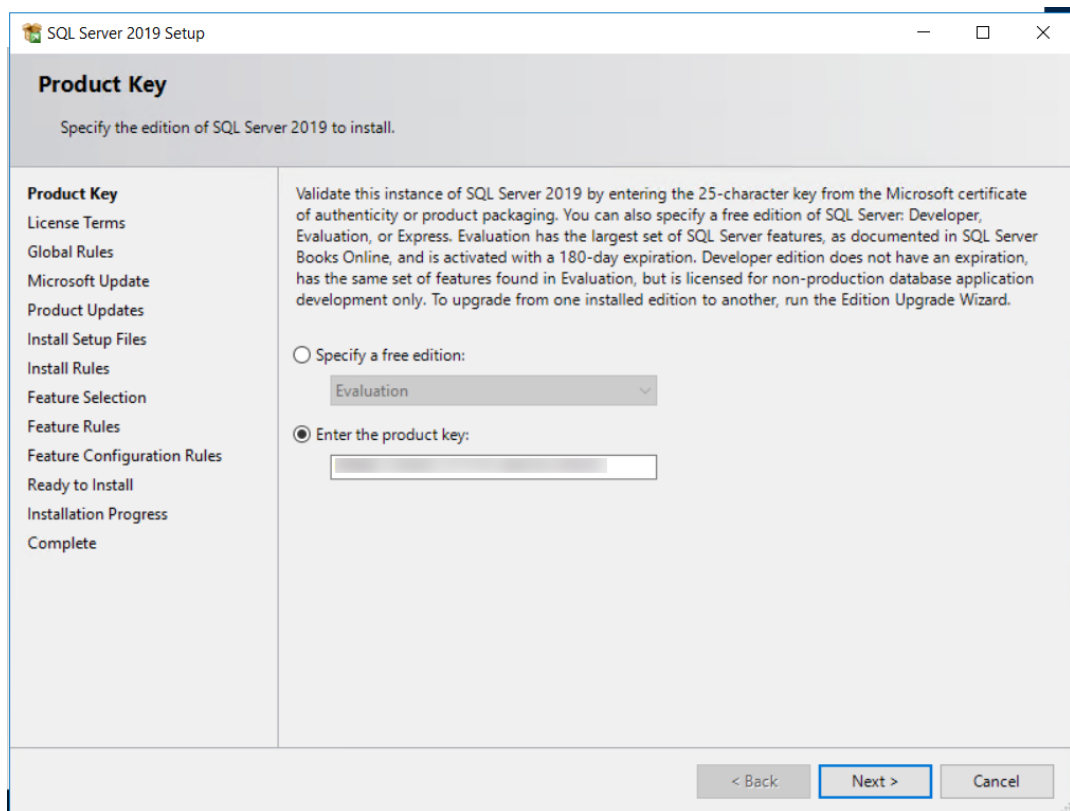 SQL Server 2019 Setup
Product Key
Specify the edition of SQL Server 2019 to install.
Product Key
License Terms
Global Rules
Microsoft Update
Product Updates
Install Setup Files
Install Rules
Feature Selection
Feature Rules
Feature Configuration Rules
Ready to Install
Installation Progress
Complete
Validate this instance of SQL Server 2019 by entering the 25-character key from the Microsoft certificate
of authenticity or product packaging. You can also specify a free edition of SQL Server: Developer,
Evaluation, or Express. Evaluation has the largest set of SQL Server features, as documented in SQL Server
Books Online, and is activated with a 180-day expiration. Developer edition does not have an expiration,
has the same set of features found in Evaluation, but is licensed for non-production database application
development only. To upgrade from one installed edition to another, run the Edition Upgrade Wizard.
Specify a free edition:
Evaluation
Enter the product key:
< Back
Next >
Cancel